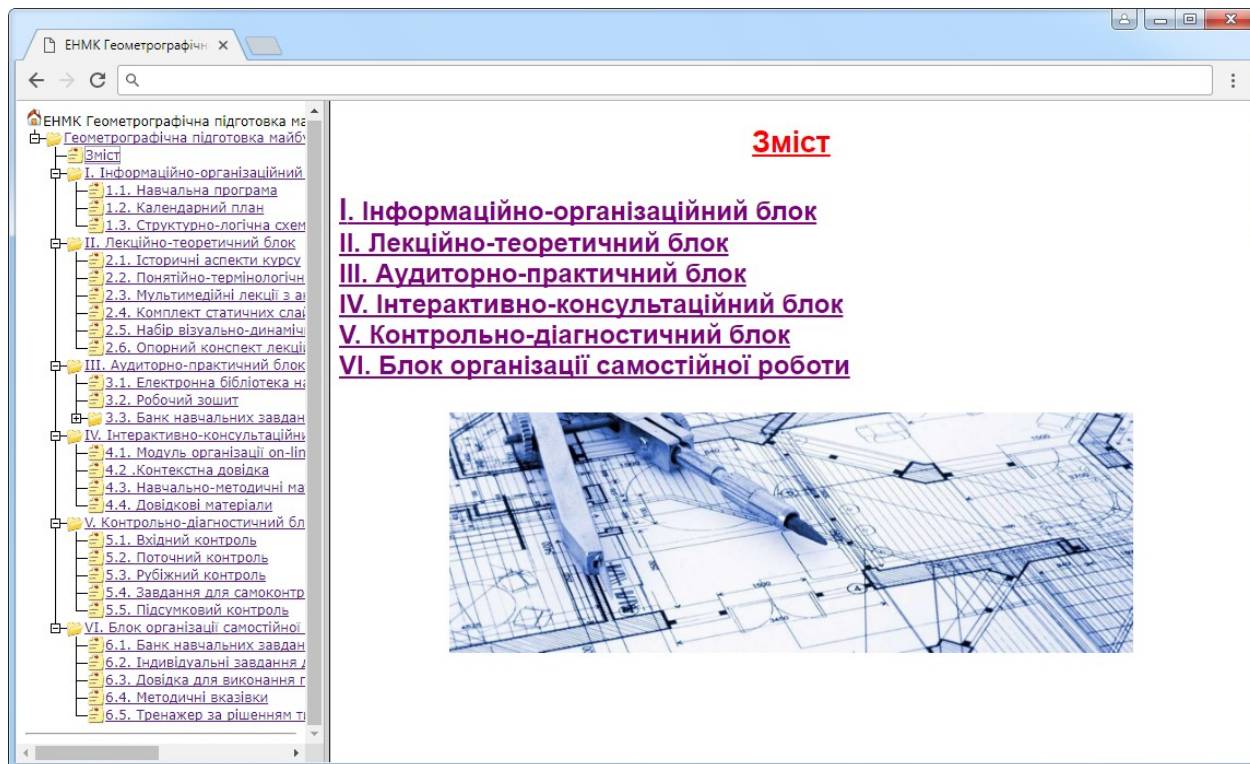 ЕНМК Геометрографічн
ЕНМК Геометрографічна підготовка ма
Геометрографічна підготовка майбу
Зміст
І. Інформаційно-організаційний
1.1. Навчальна програма
1.2. Календарний план
1.3. Структурно-логічна схем
ІІ. Лекційно-теоретичний блок
2.1. Історичні аспекти курсу
2.2. Понятійно-термінологічн
2.3. Мультимедійні лекції з
2.4. Комплект статичних слай
2.5. Набір візуально-динаміч
2.6. Опорний конспект лекцій
ІІІ. Аудиторно-практичний блок
3.1. Електронна бібліотека на
3.2. Робочий зошит
3.3. Банк навчальних завдан
IV. Інтерактивно-консультаційни
4.1. Модуль організації on-lin
4.2 .Контекстна довідка
4.3. Навчально-методичні ма
4.4. Довідкові матеріали
V. Контрольно-діагностичний бл
5.1. Вхідний контроль
5.2. Поточний контроль
5.3. Рубіжний контроль
5.4. Завдання для самоконтр
5.5. Підсумковий контроль
VI. Блок організації самостійної
6.1. Банк навчальних завдан
6.2. Індивідуальні завдання д
6.3. Довідка для виконання г
6.4. Методичні вказівки
6.5. Тренажер за рішенням ти
Зміст
І. Інформаційно-організаційний блок
ІІ. Лекційно-теоретичний блок
ІІІ. Аудиторно-практичний блок
IV. Інтерактивно-консультаційний блок
V. Контрольно-діагностичний блок
VI. Блок організації самостійної роботи